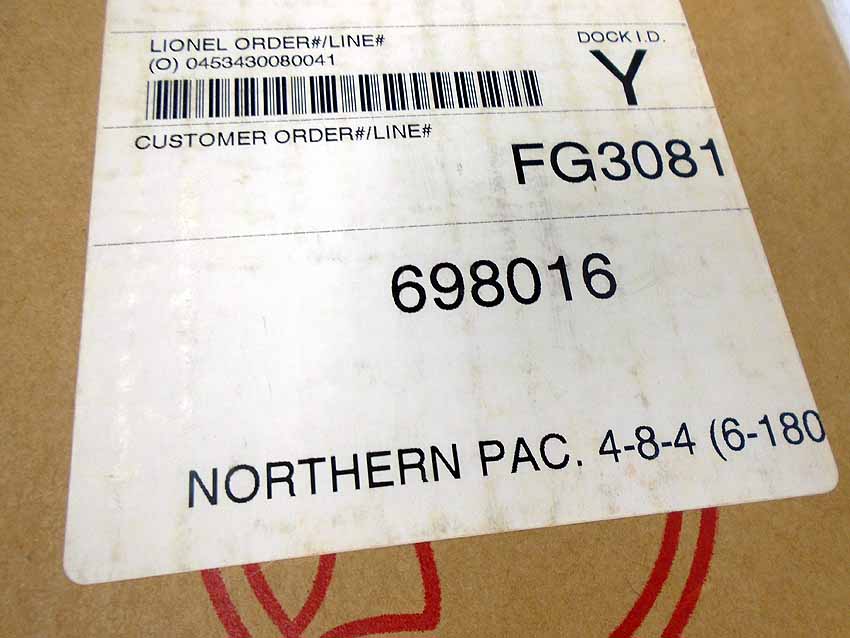 LIONEL ORDER#/LINE#
DOCK I.D.
(O) 0453430080041
Y
CUSTOMER ORDER#/LINE#
FG3081
698016
NORTHERN PAC. 4-8-4 (6-180